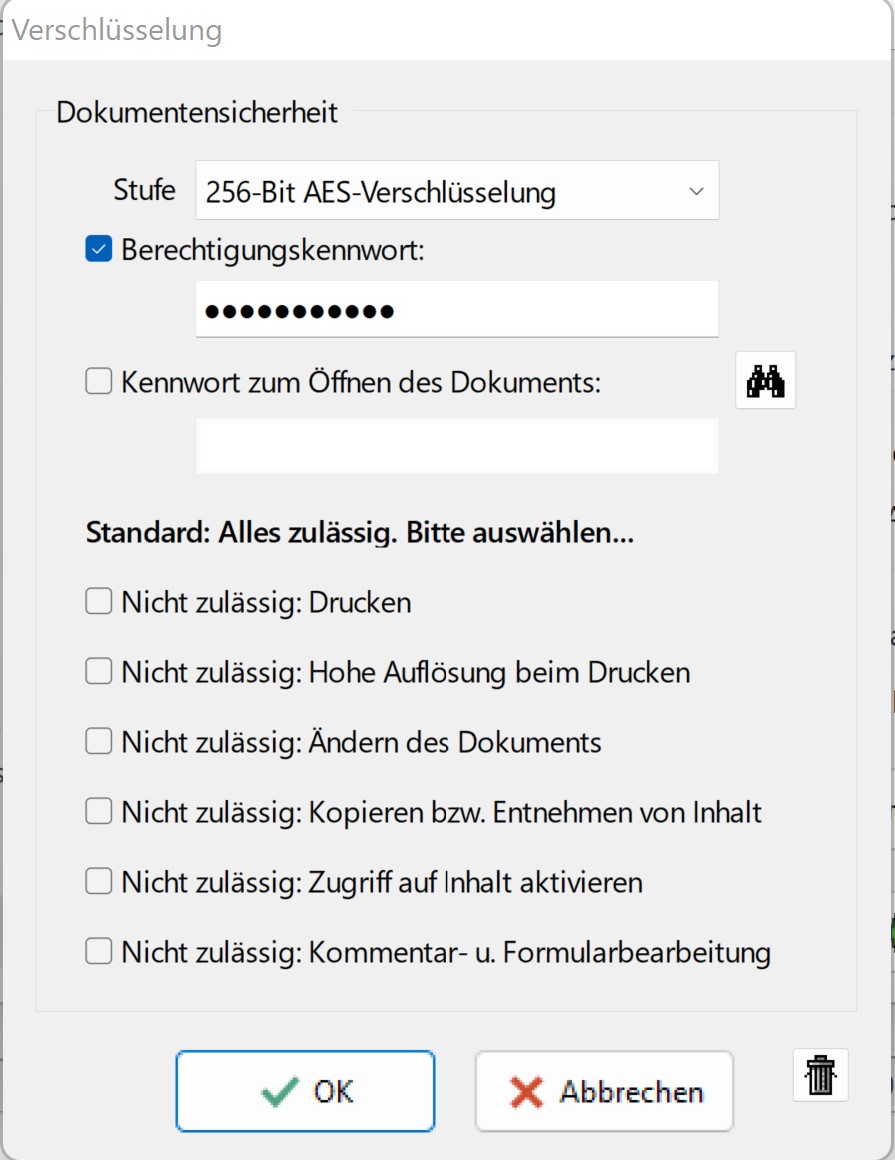 Verschlüsselung
Dokumentensicherheit
Stufe 256-Bit AES-Verschlüsselung
Berechtigungskennwort:
●●●●●●●●●●●
Kennwort zum Öffnen des Dokuments:
Standard: Alles zulässig. Bitte auswählen...
Nicht zulässig: Drucken
Nicht zulässig: Hohe Auflösung beim Drucken
Nicht zulässig: Ändern des Dokuments
Nicht zulässig: Kopieren bzw. Entnehmen von Inhalt
Nicht zulässig: Zugriff auf Inhalt aktivieren
Nicht zulässig: Kommentar- u. Formularbearbeitung
OK Abbrechen